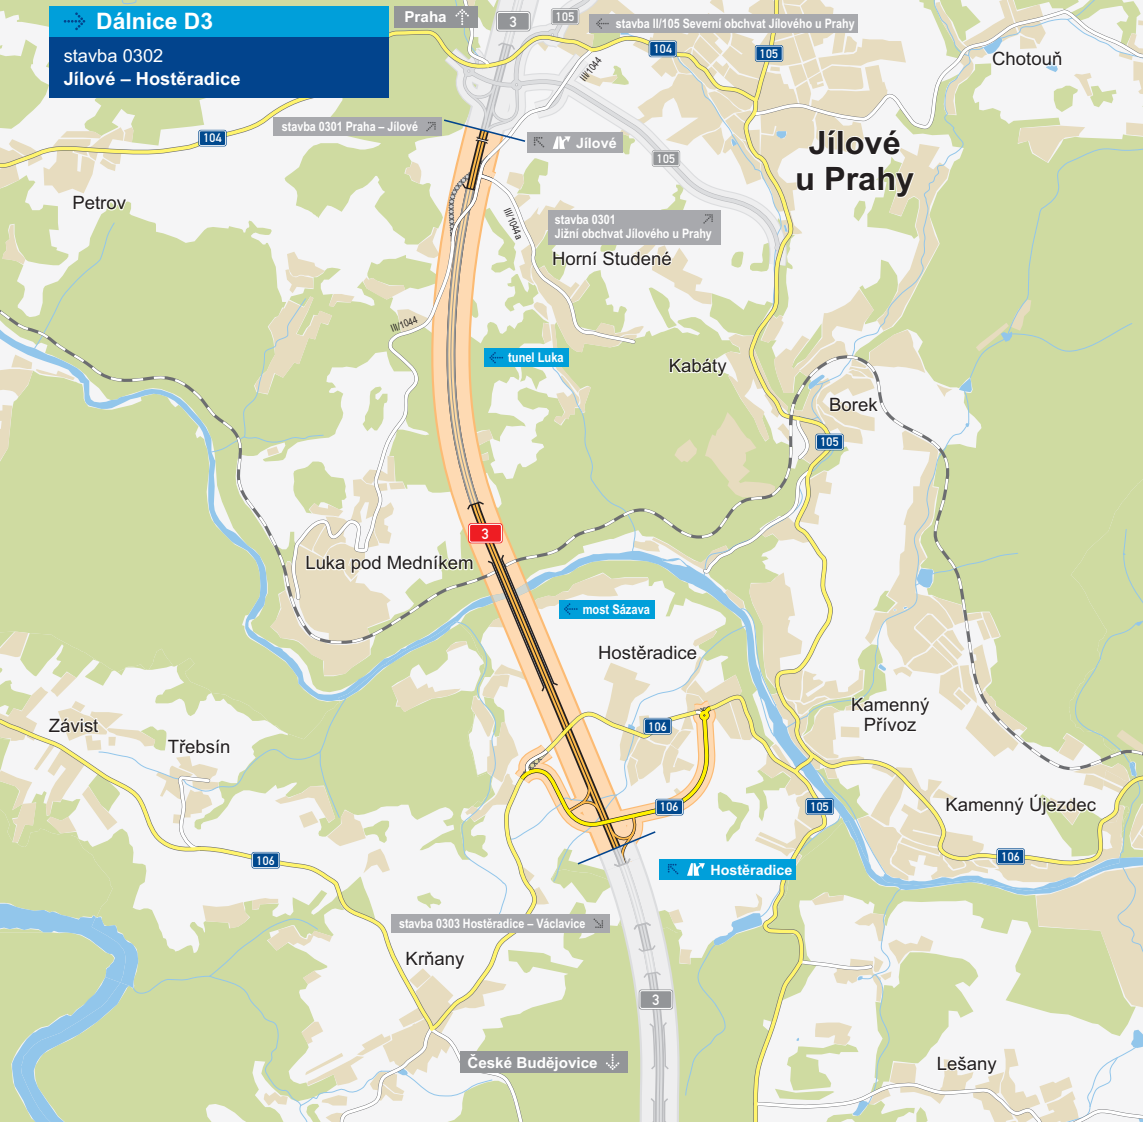 Dálnice D3
stavba 0302
Jílové – Hostěradice
Praha
3
105
stavba II/105 Severní obchvat Jílového u Prahy
104
105
Chotouň
III/1044
stavba 0301 Praha – Jílové
104
Jílové
105
Jílové
u Prahy
Petrov
III/1044a
stavba 0301
Jižní obchvat Jílového u Prahy
Horní Studené
III/1044
tunel Luka
Kabáty
Borek
105
3
Luka pod Medníkem
most Sázava
Hostěradice
Závist
Třebsín
106
Kamenný
Přívoz
106
105
Kamenný Újezdec
106
106
Hostěradice
stavba 0303 Hostěradice – Václavice
Krňany
3
České Budějovice
Lešany